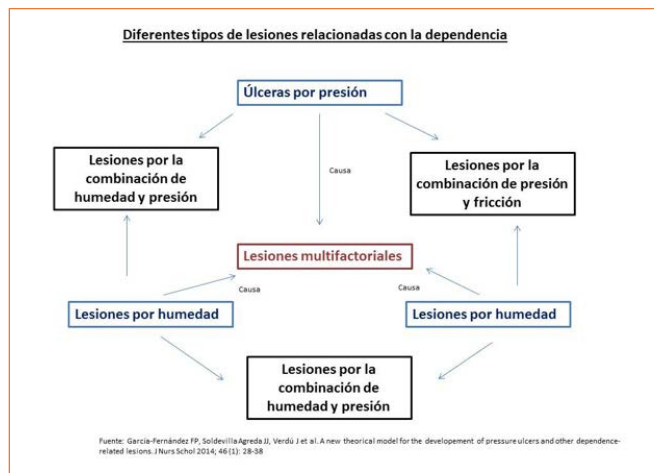 Diferentes tipos de lesiones relacionadas con la dependencia
Úlceras por presión
Lesiones por la
combinación de
humedad y presión
Causa
Lesiones por la
combinación de presión
y fricción
Lesiones multifactoriales
Causa
Causa
Lesiones por humedad
Lesiones por humedad
Lesiones por la
combinación de
humedad y presión
Fuente: García-Fernández FP, Soldevilla Agreda JJ, Verdú J et al. A new theorical model for the developement of pressure ulcers and other dependence-
related lesions. J Nurs Schol 2014; 46 (1): 28-38